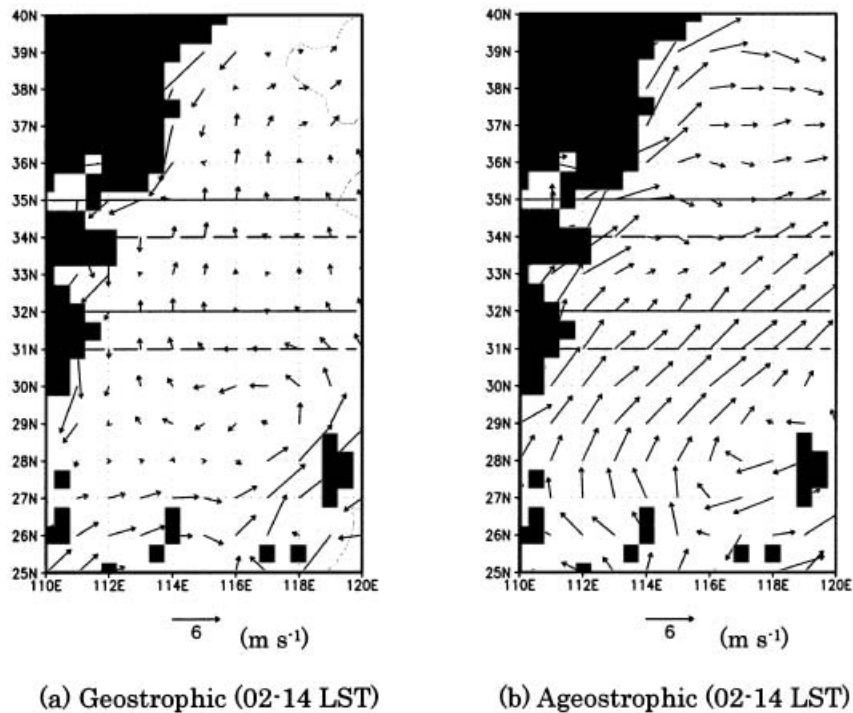 40N
39N
38N
37N
36N
35N
34N
33N
32N
31N
30N
29N
28N
27N
26N
25N
110E 112E 114E 116E 118E 120E
6 (m s⁻¹)
(a) Geostrophic (02-14 LST)
40N
39N
38N
37N
36N
35N
34N
33N
32N
31N
30N
29N
28N
27N
26N
25N
110E 112E 114E 116E 118E 120E
6 (m s⁻¹)
(b) Ageostrophic (02-14 LST)